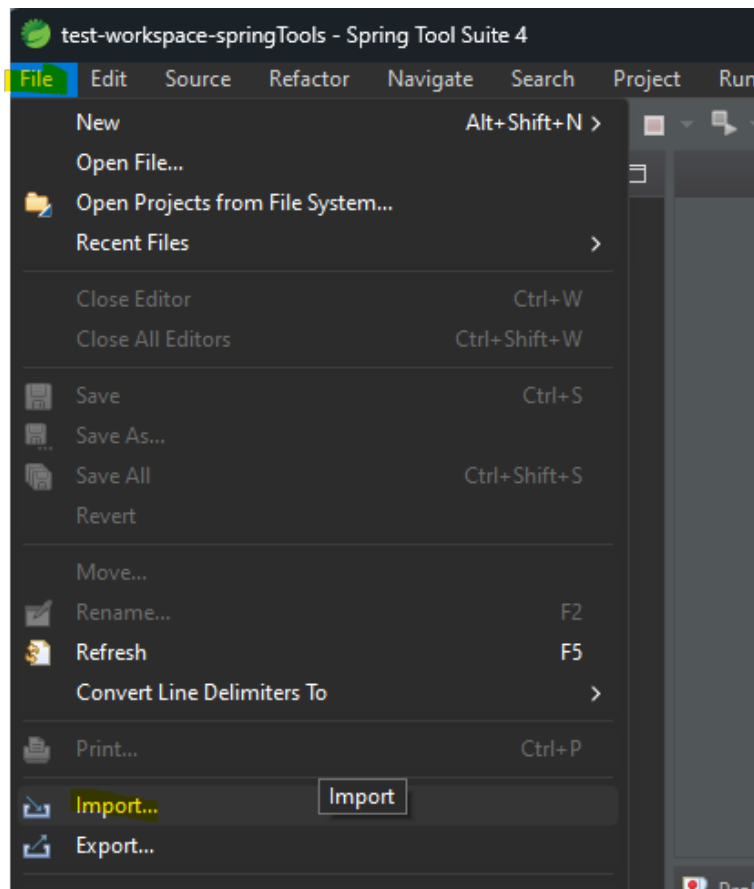 test-workspace-springTools - Spring Tool Suite 4
File Edit Source Refactor Navigate Search Project Run
New Alt+Shift+N >
Open File...
Open Projects from File System...
Recent Files >
Close Editor Ctrl+W
Close All Editors Ctrl+Shift+W
Save Ctrl+S
Save As...
Save All Ctrl+Shift+S
Revert
Move...
Rename... F2
Refresh F5
Convert Line Delimiters To >
Print... Ctrl+P
Import... Import
Export...